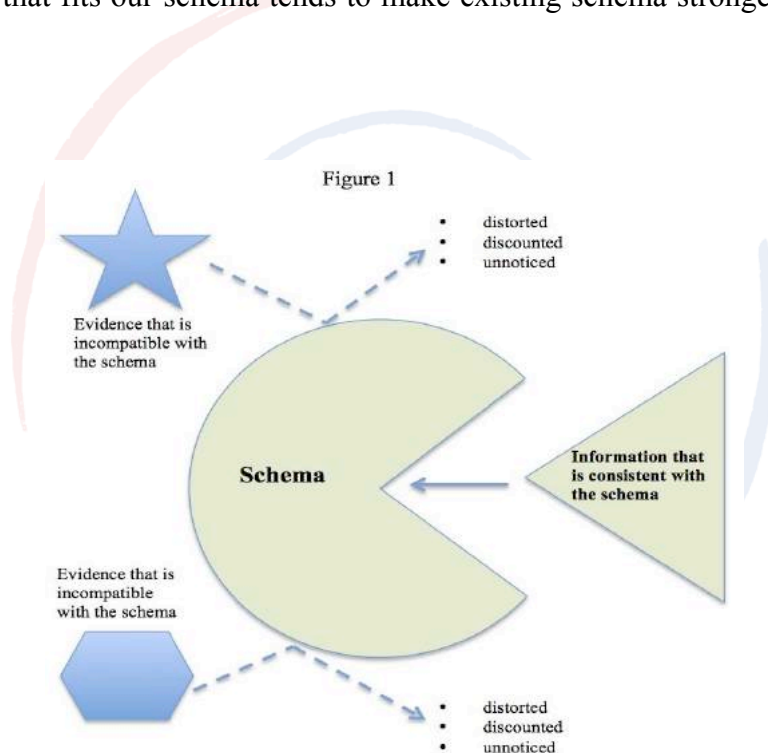 that fits our schema tends to make existing schema stronge
Figure 1
• distorted
• discounted
• unnoticed
Evidence that is
incompatible with
the schema
Schema
Information that
is consistent with
the schema
Evidence that is
incompatible
with the schema
• distorted
• discounted
• unnoticed